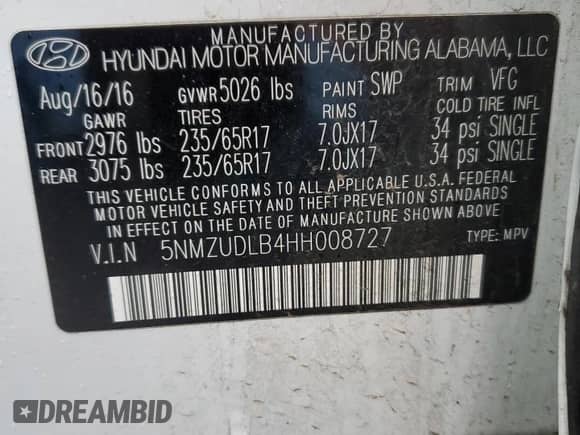 MANUFACTURED BY
HYUNDAI MOTOR MANUFACTURING ALABAMA, LLC
Aug/16/16 GVWR 5026 lbs PAINT SWP TRIM VFG
GAWR TIRES RIMS COLD TIRE INFL
FRONT 2976 lbs 235/65R17 7.0JX17 34 psi SINGLE
REAR 3075 lbs 235/65R17 7.0JX17 34 psi SINGLE
THIS VEHICLE CONFORMS TO ALL APPLICABLE U.S.A. FEDERAL
MOTOR VEHICLE SAFETY AND THEFT PREVENTION STANDARDS
IN EFFECT ON THE DATE OF MANUFACTURE SHOWN ABOVE.
V.I.N 5NMZUDLB4HH008727 TYPE: MPV
DREAMBID